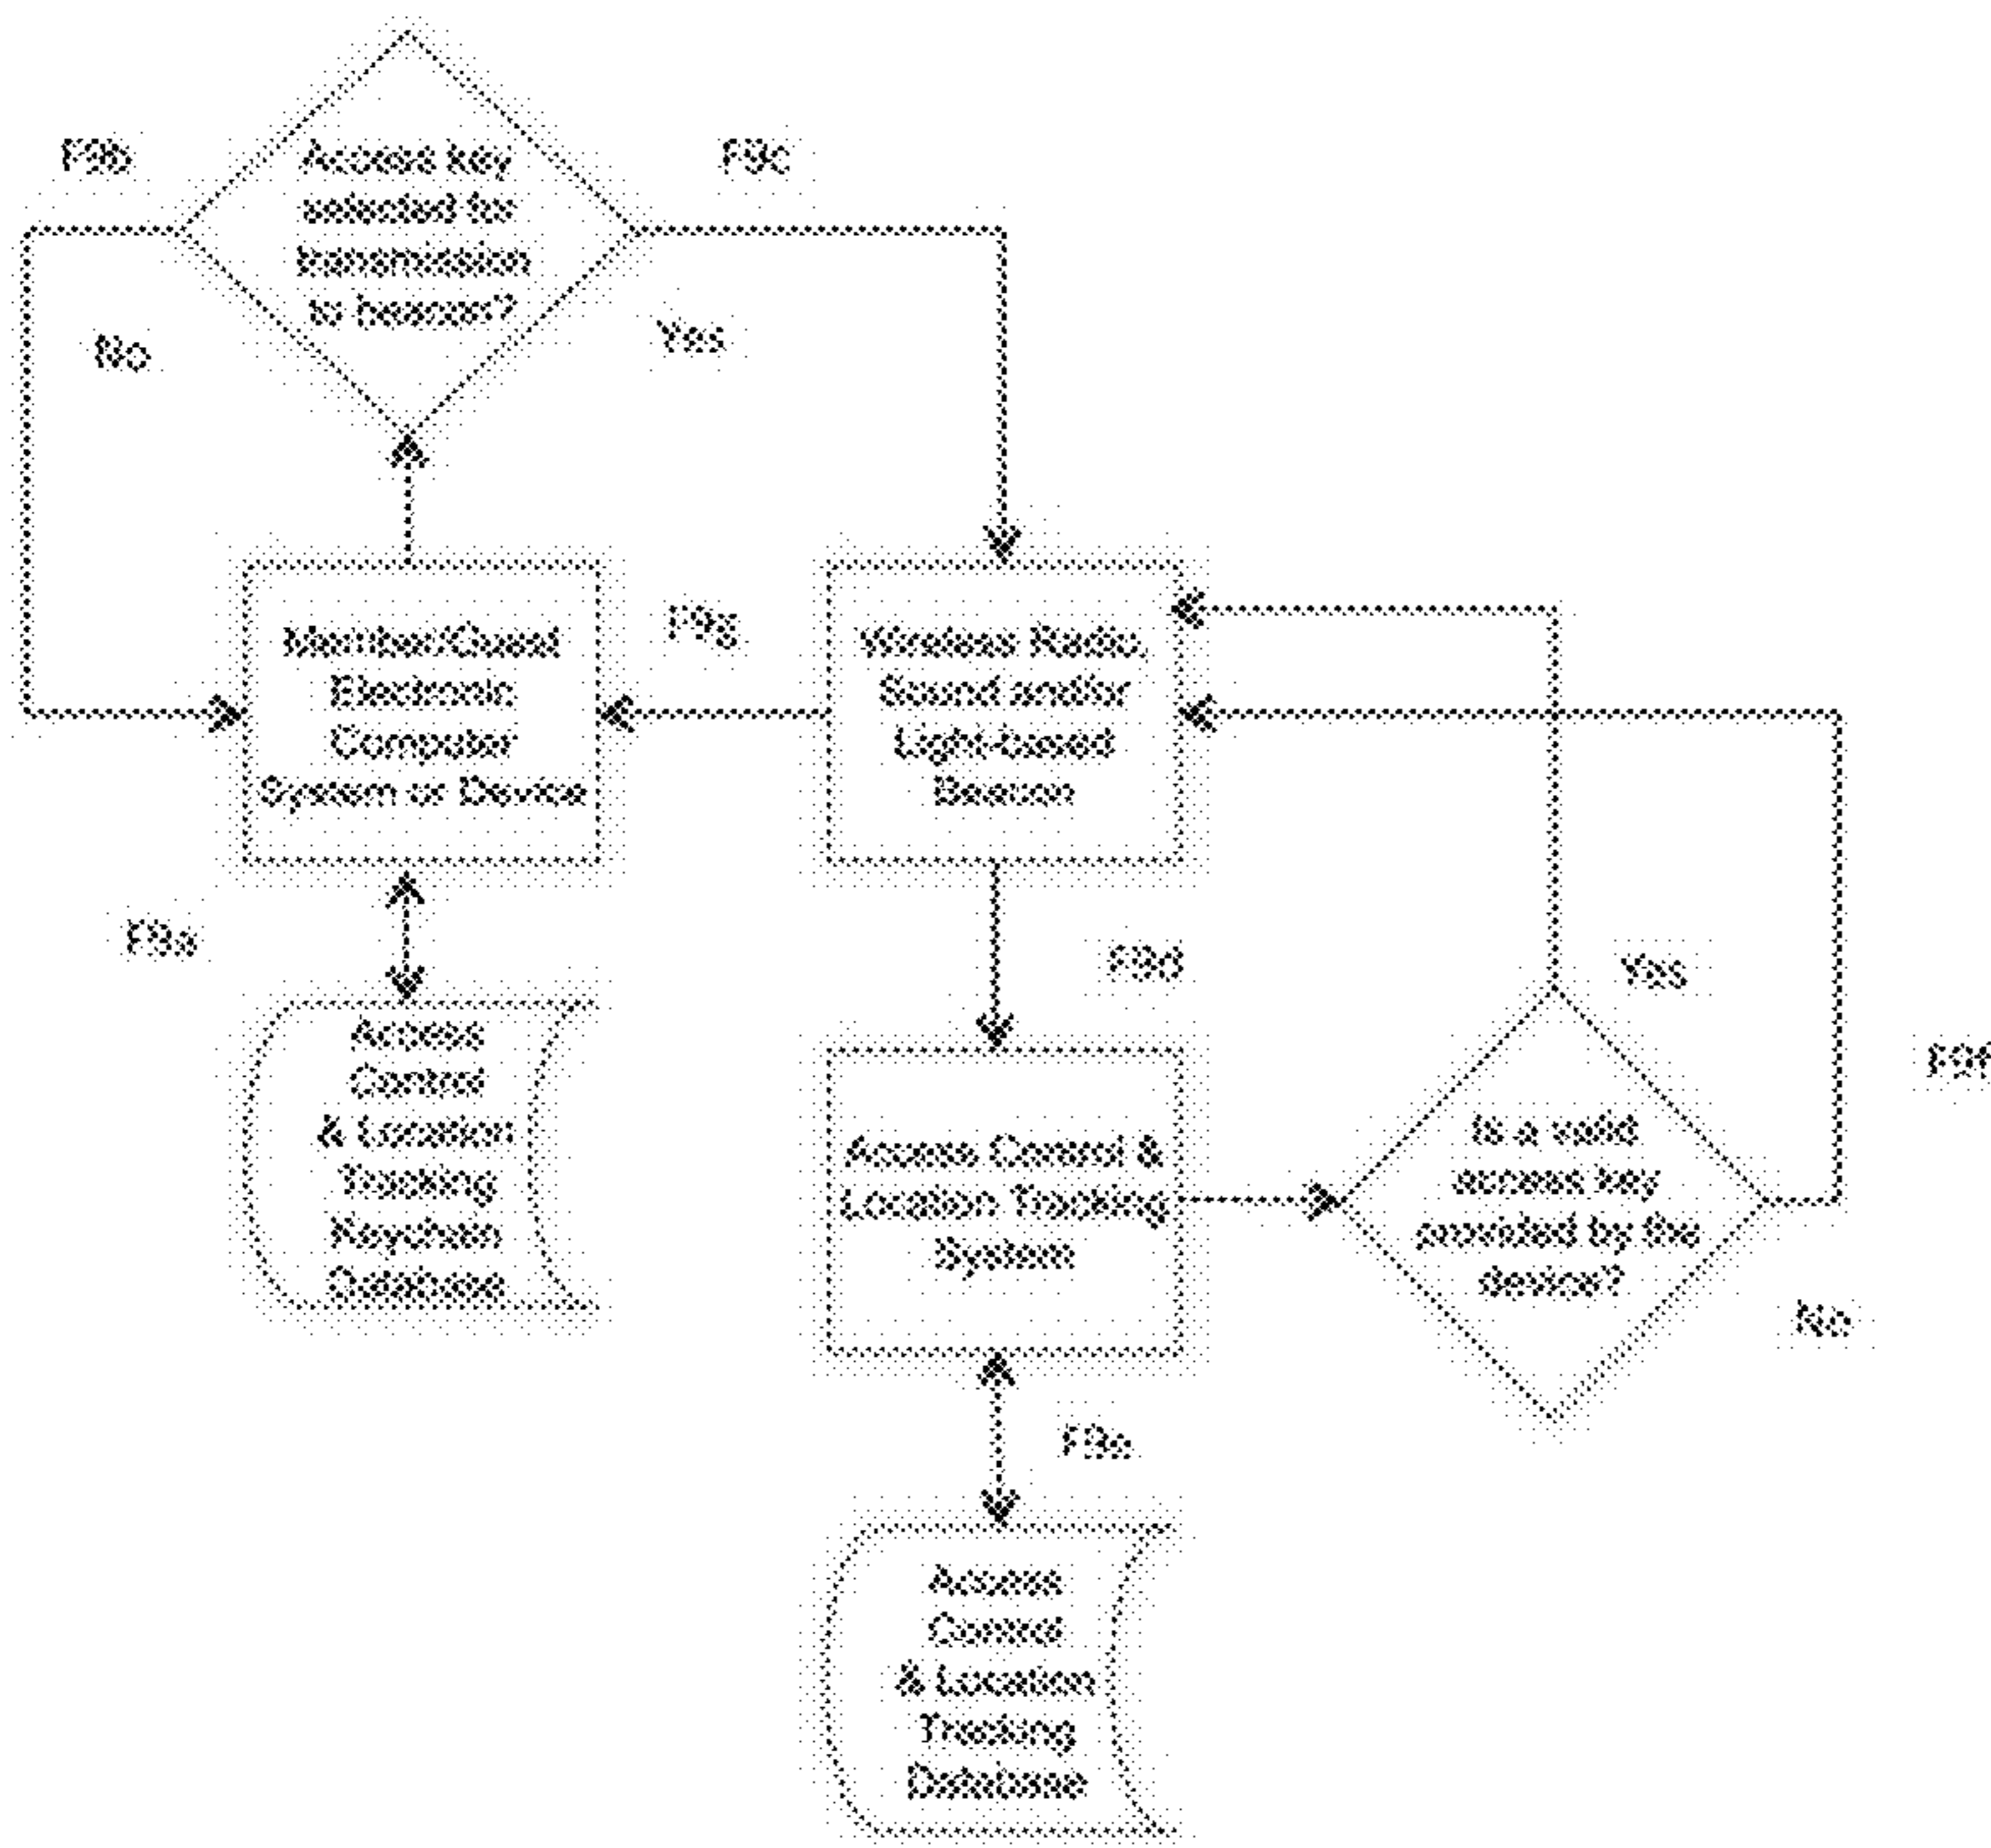 F9b
F9c
Access key
selected for
transmission
to beacon?
No
Yes
Member/Guest
Electronic
Computer
System or Device
F9g
Wireless Radio,
Sound and/or
Light-based
Beacon
F9a
F9d
Yes
F9f
Access
Control
& Location
Tracking
Keychain
Database
Access Control &
Location Tracking
System
Is a valid
access key
provided by the
device?
No
F9e
Access
Control
& Location
Tracking
Database